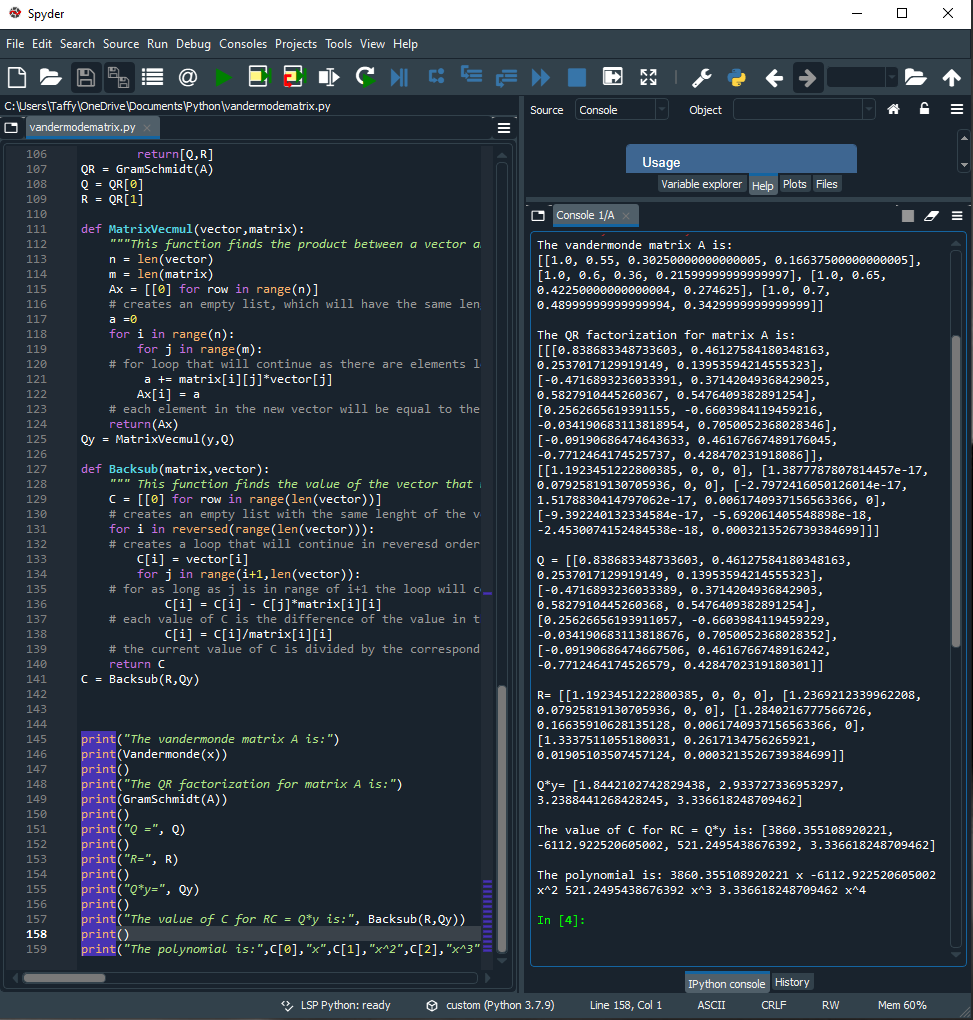 Spyder
File Edit Search Source Run Debug Consoles Projects Tools View Help
C:\Users\Taffy\OneDrive\Documents\Python\vandermodematrix.py
vandermodematrix.py
106 return[Q,R]
107 QR = GramSchmidt(A)
108 Q = QR[0]
109 R = QR[1]
110
111 def MatrixVecmul(vector,matrix):
112 """This function finds the product between a vector a
113 n = len(vector)
114 m = len(matrix)
115 Ax = [[0] for row in range(n)]
116 # creates an empty list, which will have the same len
117 a =0
118 for i in range(n):
119 for j in range(m):
120 # for loop that will continue as there are elements l
121 a += matrix[i][j]*vector[j]
122 Ax[i] = a
123 # each element in the new vector will be equal to the
124 return(Ax)
125 Qy = MatrixVecmul(y,Q)
126
127 def Backsub(matrix,vector):
128 """ This function finds the value of the vector that
129 C = [[0] for row in range(len(vector))]
130 # creates an empty list with the same lenght of the v
131 for i in reversed(range(len(vector))):
132 # creates a loop that will continue in reveresd order
133 C[i] = vector[i]
134 for j in range(i+1,len(vector)):
135 # for as long as j is in range of i+1 the loop will c
136 C[i] = C[i] - C[j]*matrix[i][i]
137 # each value of C is the difference of the value in t
138 C[i] = C[i]/matrix[i][i]
139 # the current value of C is divided by the correspond
140 return C
141 C = Backsub(R,Qy)
142
143
144
145 print("The vandermonde matrix A is:")
146 print(Vandermonde(x))
147 print()
148 print("The QR factorization for matrix A is:")
149 print(GramSchmidt(A))
150 print()
151 print("Q =", Q)
152 print()
153 print("R=", R)
154 print()
155 print("Q*y=", Qy)
156 print()
157 print("The value of C for RC = Q*y is:", Backsub(R,Qy))
158 print()
159 print("The polynomial is:",C[0],"x",C[1],"x^2",C[2],"x^3"
Source Console Object
Usage
Variable explorer Help Plots Files
Console 1/A
The vandermonde matrix A is:
[[1.0, 0.55, 0.30250000000000005, 0.16637500000000005],
[1.0, 0.6, 0.36, 0.21599999999999997], [1.0, 0.65,
0.42250000000000004, 0.274625], [1.0, 0.7,
0.48999999999999994, 0.3429999999999999]]
The QR factorization for matrix A is:
[[[0.838683348733603, 0.46127584180348163,
0.2537017129919149, 0.13953594214555323],
[-0.4716893236033391, 0.37142049368429025,
0.5827910445260367, 0.5476409382891254],
[0.2562665619391155, -0.6603984119459216,
-0.034190683113818954, 0.7050052368028346],
[-0.09190686474643633, 0.46167667489176045,
-0.7712464174525737, 0.428470231918086]],
[[1.1923451222800385, 0, 0, 0], [1.3877787807814457e-17,
0.07925819130705936, 0, 0], [-2.7972416050126014e-17,
1.5178830414797062e-17, 0.0061740937156563366, 0],
[-9.392240132334584e-17, -5.692061405548898e-18,
-2.4530074152484538e-18, 0.0003213526739384699]]]
Q = [[0.838683348733603, 0.46127584180348163,
0.2537017129919149, 0.13953594214555323],
[-0.4716893236033389, 0.3714204936842903,
0.5827910445260368, 0.5476409382891254],
[0.25626656193911057, -0.6603984119459229,
-0.034190683113818676, 0.7050052368028352],
[-0.09190686474667506, 0.4616766748916242,
-0.7712464174526579, 0.4284702319180301]]
R= [[1.1923451222800385, 0, 0, 0], [1.2369212339962208,
0.07925819130705936, 0, 0], [1.2840216777566726,
0.16635910628135128, 0.0061740937156563366, 0],
[1.3337511055180031, 0.2617134756265921,
0.01905103507457124, 0.0003213526739384699]]
Q*y= [1.8442102742829438, 2.933727336953297,
3.2388441268428245, 3.336618248709462]
The value of C for RC = Q*y is: [3860.355108920221,
-6112.922520605002, 521.2495438676392, 3.336618248709462]
The polynomial is: 3860.355108920221 x -6112.922520605002
x^2 521.2495438676392 x^3 3.336618248709462 x^4
In [4]:
IPython console History
LSP Python: ready custom (Python 3.7.9) Line 158, Col 1 ASCII CRLF RW Mem 60%